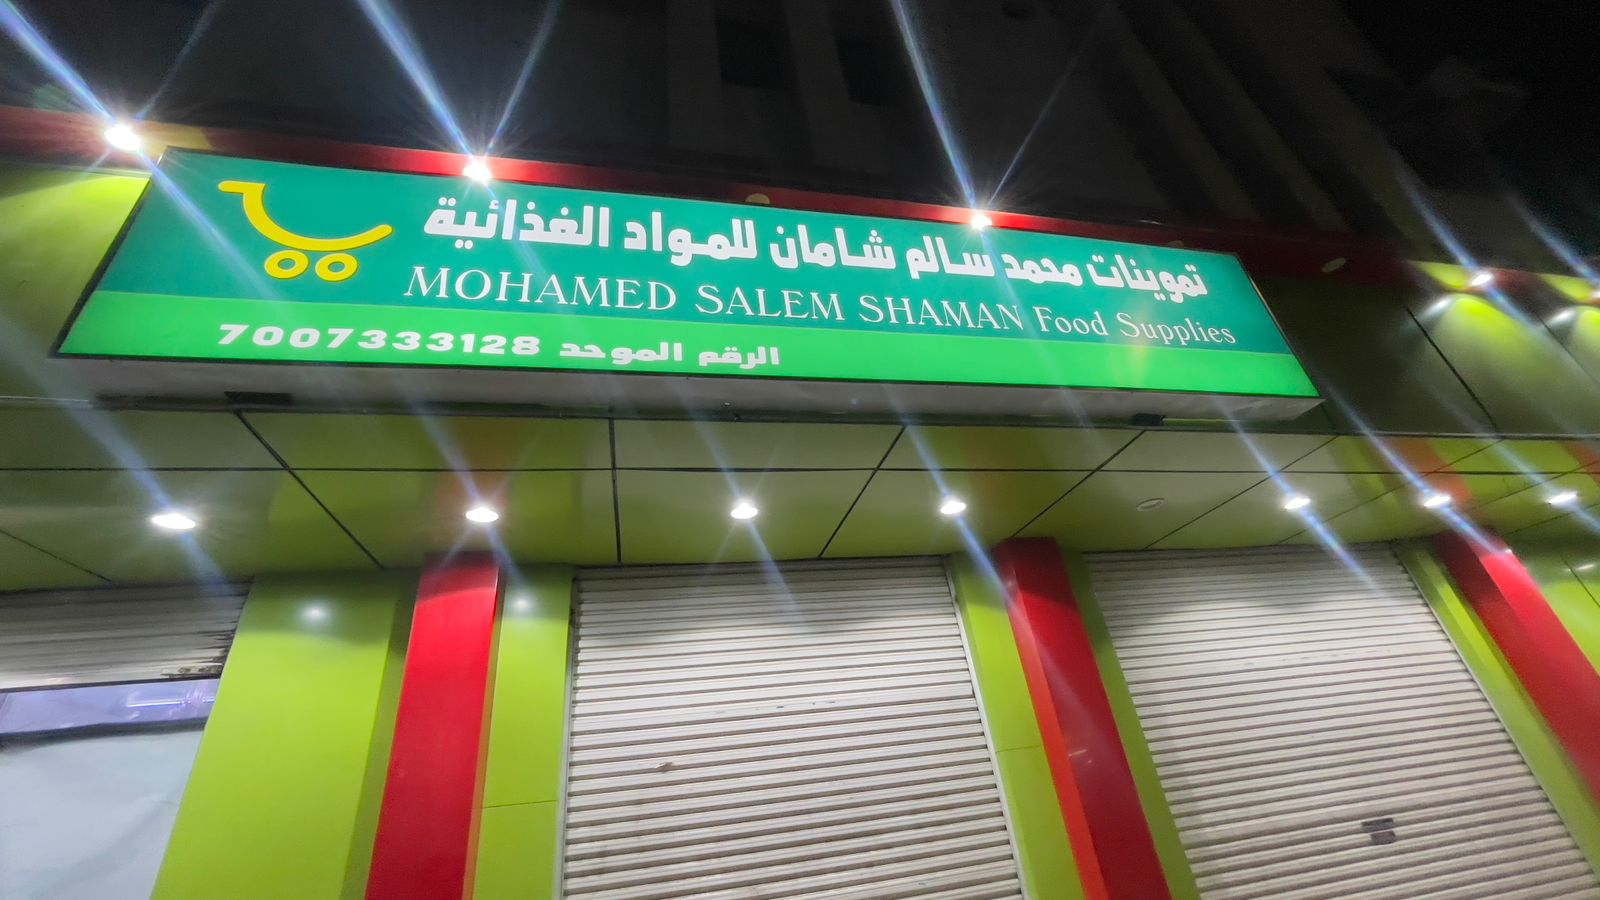 تموينات محمد سالم شامان للمواد الغذائية
MOHAMED SALEM SHAMAN Food Supplies
الرقم الموحد 7007333128